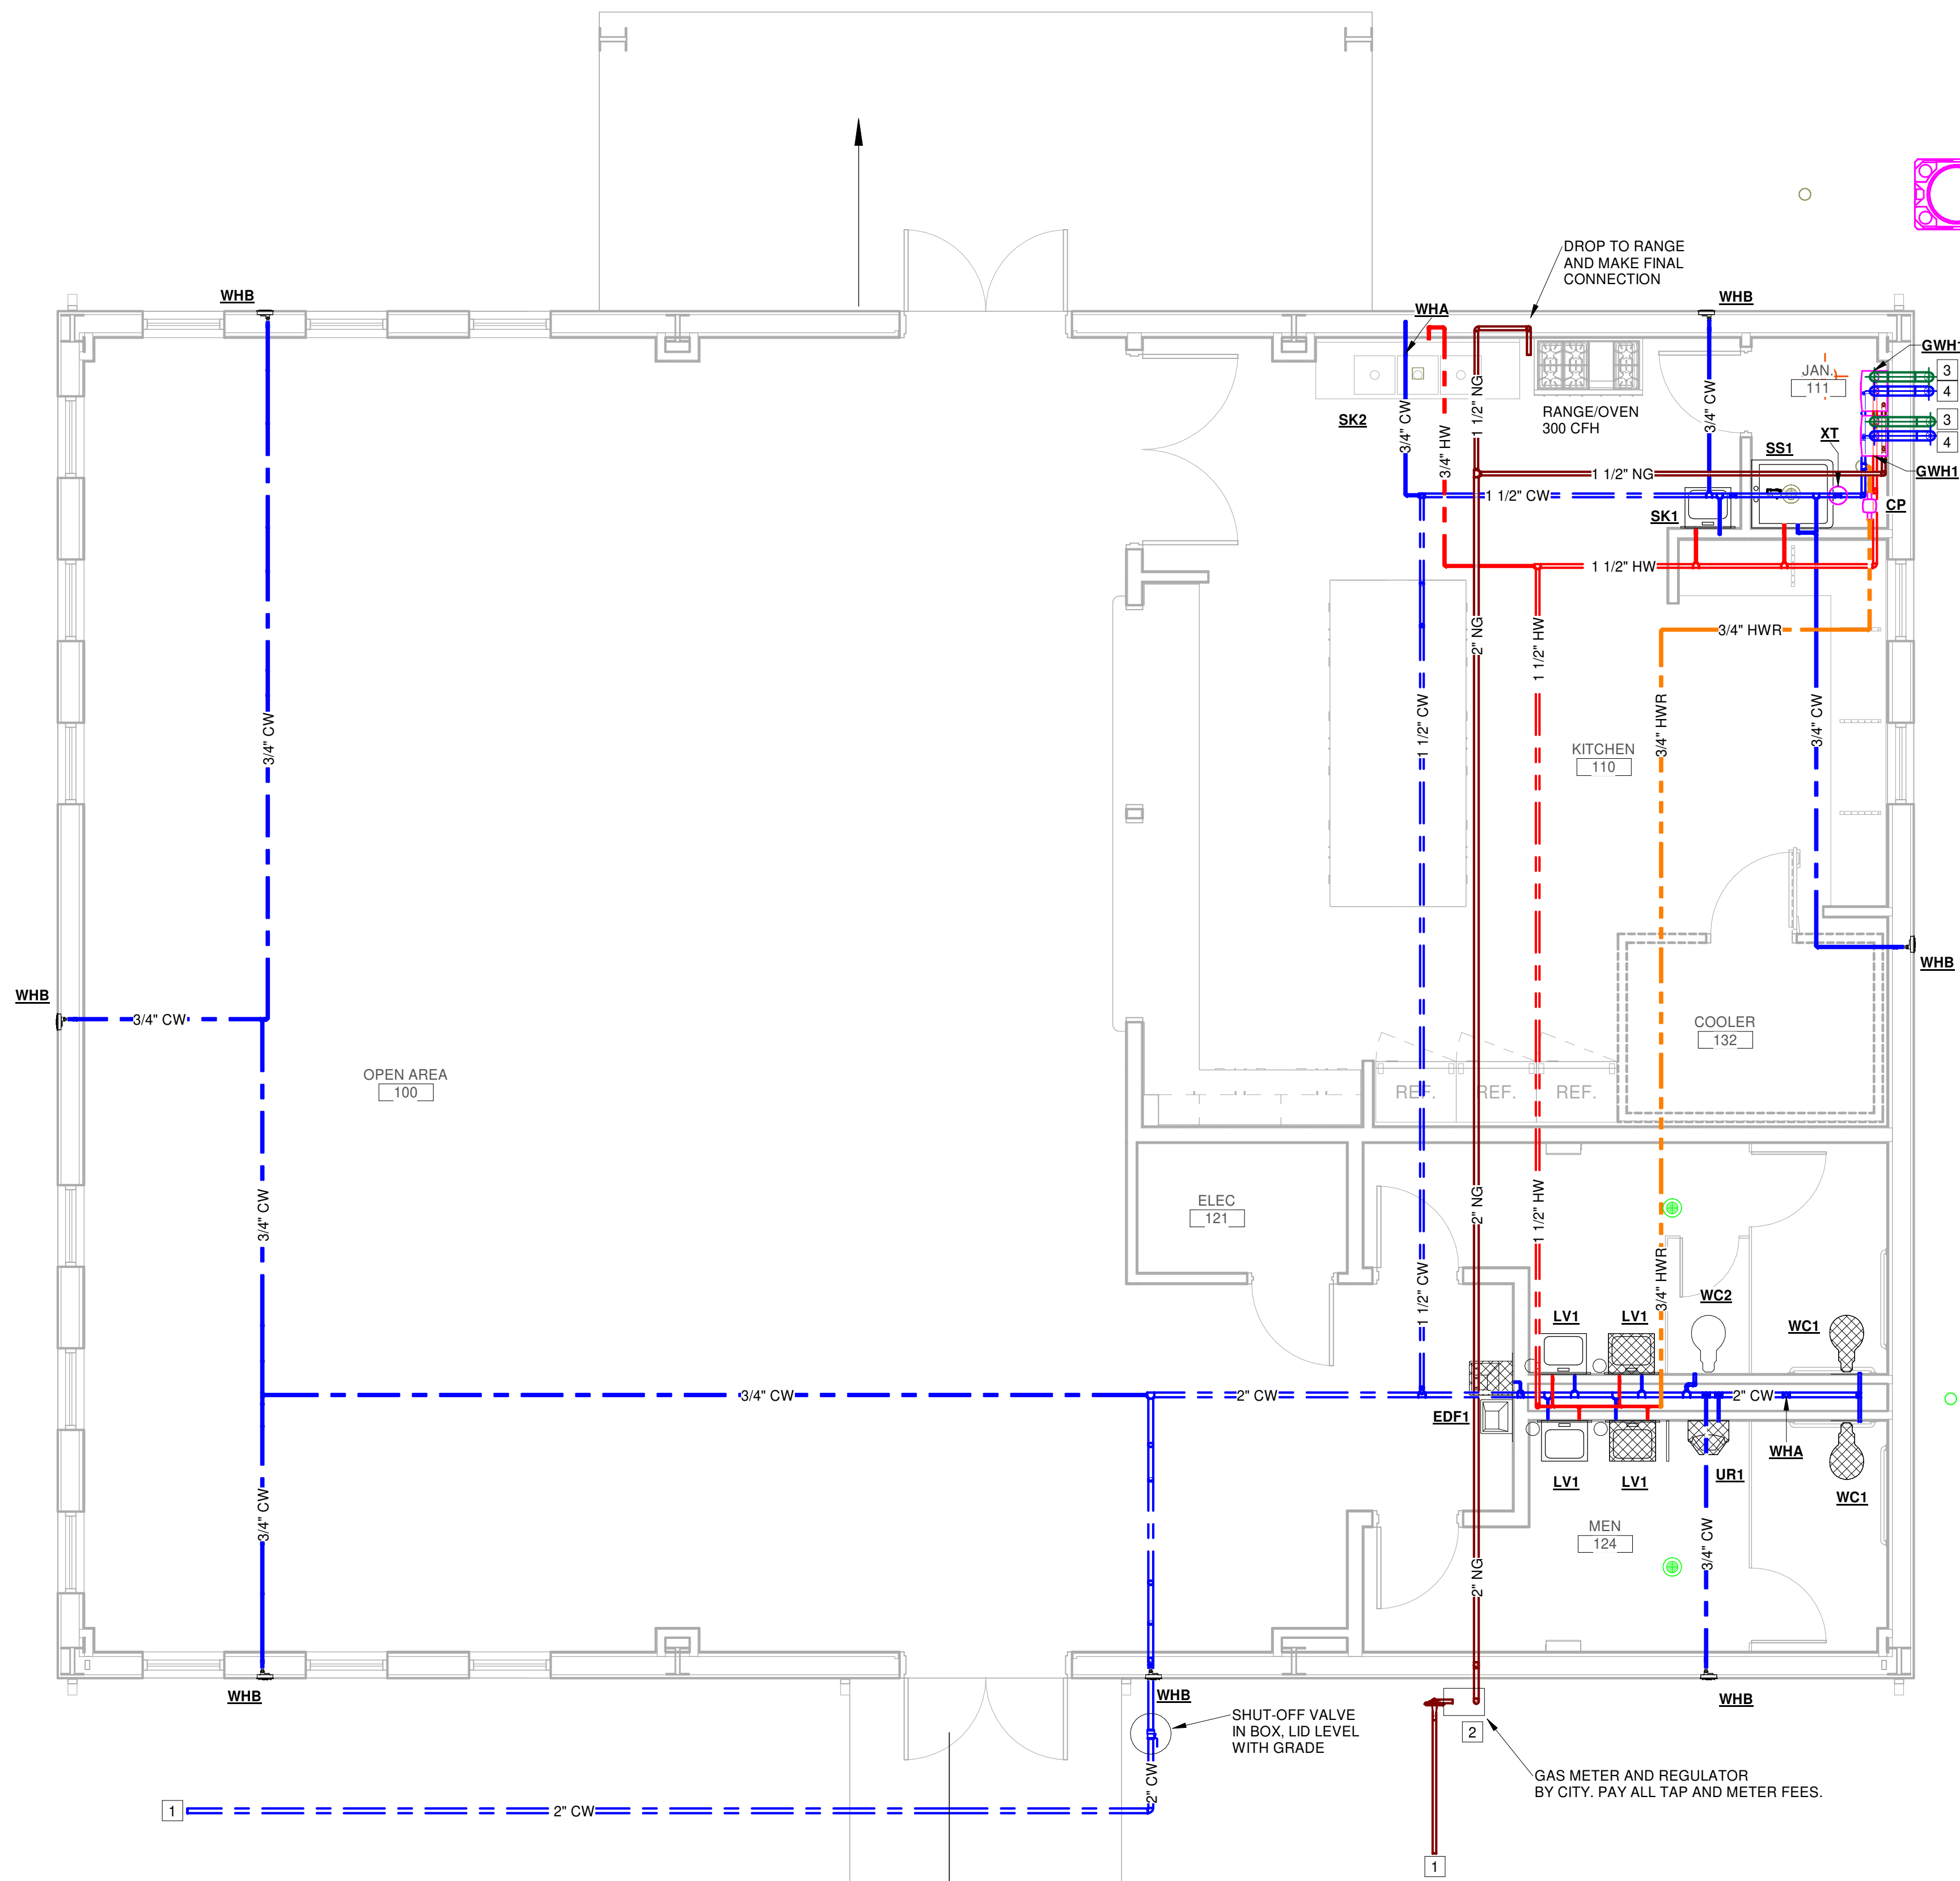 DROP TO RANGE
AND MAKE FINAL
CONNECTION
WHB
WHB
WHA
GWH1
3
4
3
4
GWH1
JAN.
111
RANGE/OVEN
300 CFH
SK2
3/4" CW
3/4" HW
1 1/2" NG
3/4" CW
XT
SS1
1 1/2" NG
1 1/2" CW
SK1
CP
1 1/2" HW
3/4" HWR
2" NG
1 1/2" HW
3/4" CW
1 1/2" CW
3/4" HWR
3/4" CW
KITCHEN
110
WHB
WHB
3/4" CW
COOLER
132
OPEN AREA
100
REF.
REF.
REF.
3/4" CW
ELEC
121
2" NG
1 1/2" HW
3/4" HWR
1 1/2" CW
WC2
LV1
LV1
WC1
3/4" CW
2" CW
2" CW
EDF1
WHA
LV1
LV1
UR1
WC1
3/4" CW
MEN
124
3/4" CW
2" NG
WHB
WHB
WHB
SHUT-OFF VALVE
IN BOX, LID LEVEL
WITH GRADE
2
2" CW
GAS METER AND REGULATOR
BY CITY. PAY ALL TAP AND METER FEES.
1
2" CW
1